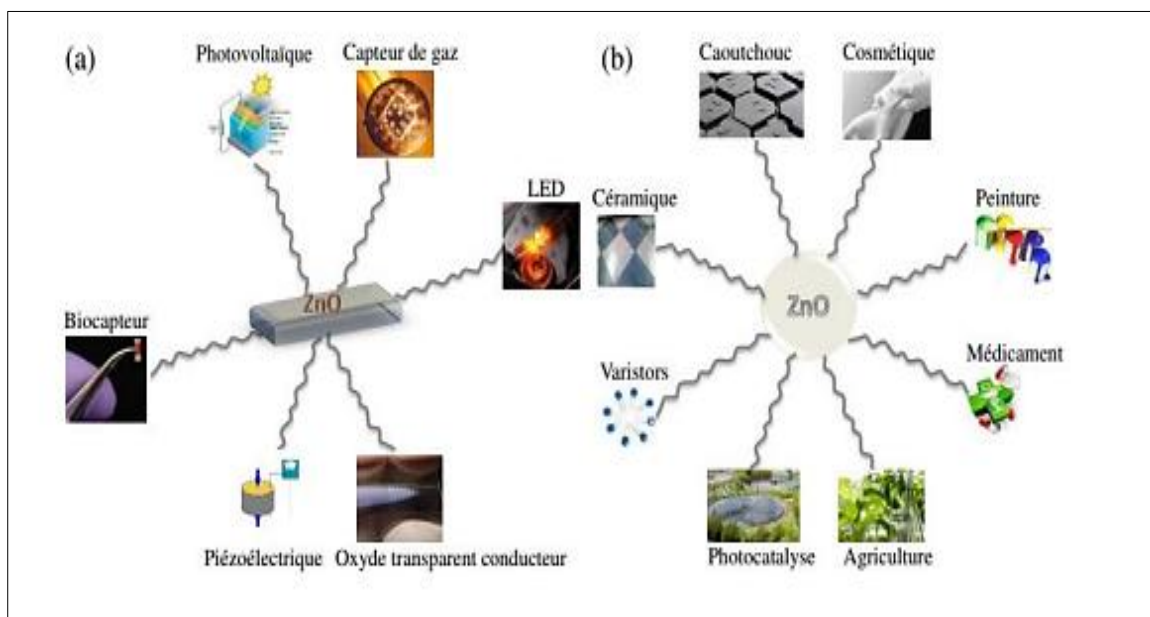 (a)
Photovoltaïque
Capteur de gaz
LED
ZnO
Biocapteur
Piézoélectrique
Oxyde transparent conducteur
(b)
Caoutchouc
Cosmétique
Céramique
Peinture
ZnO
Varistors
Médicament
Photocatalyse
Agriculture